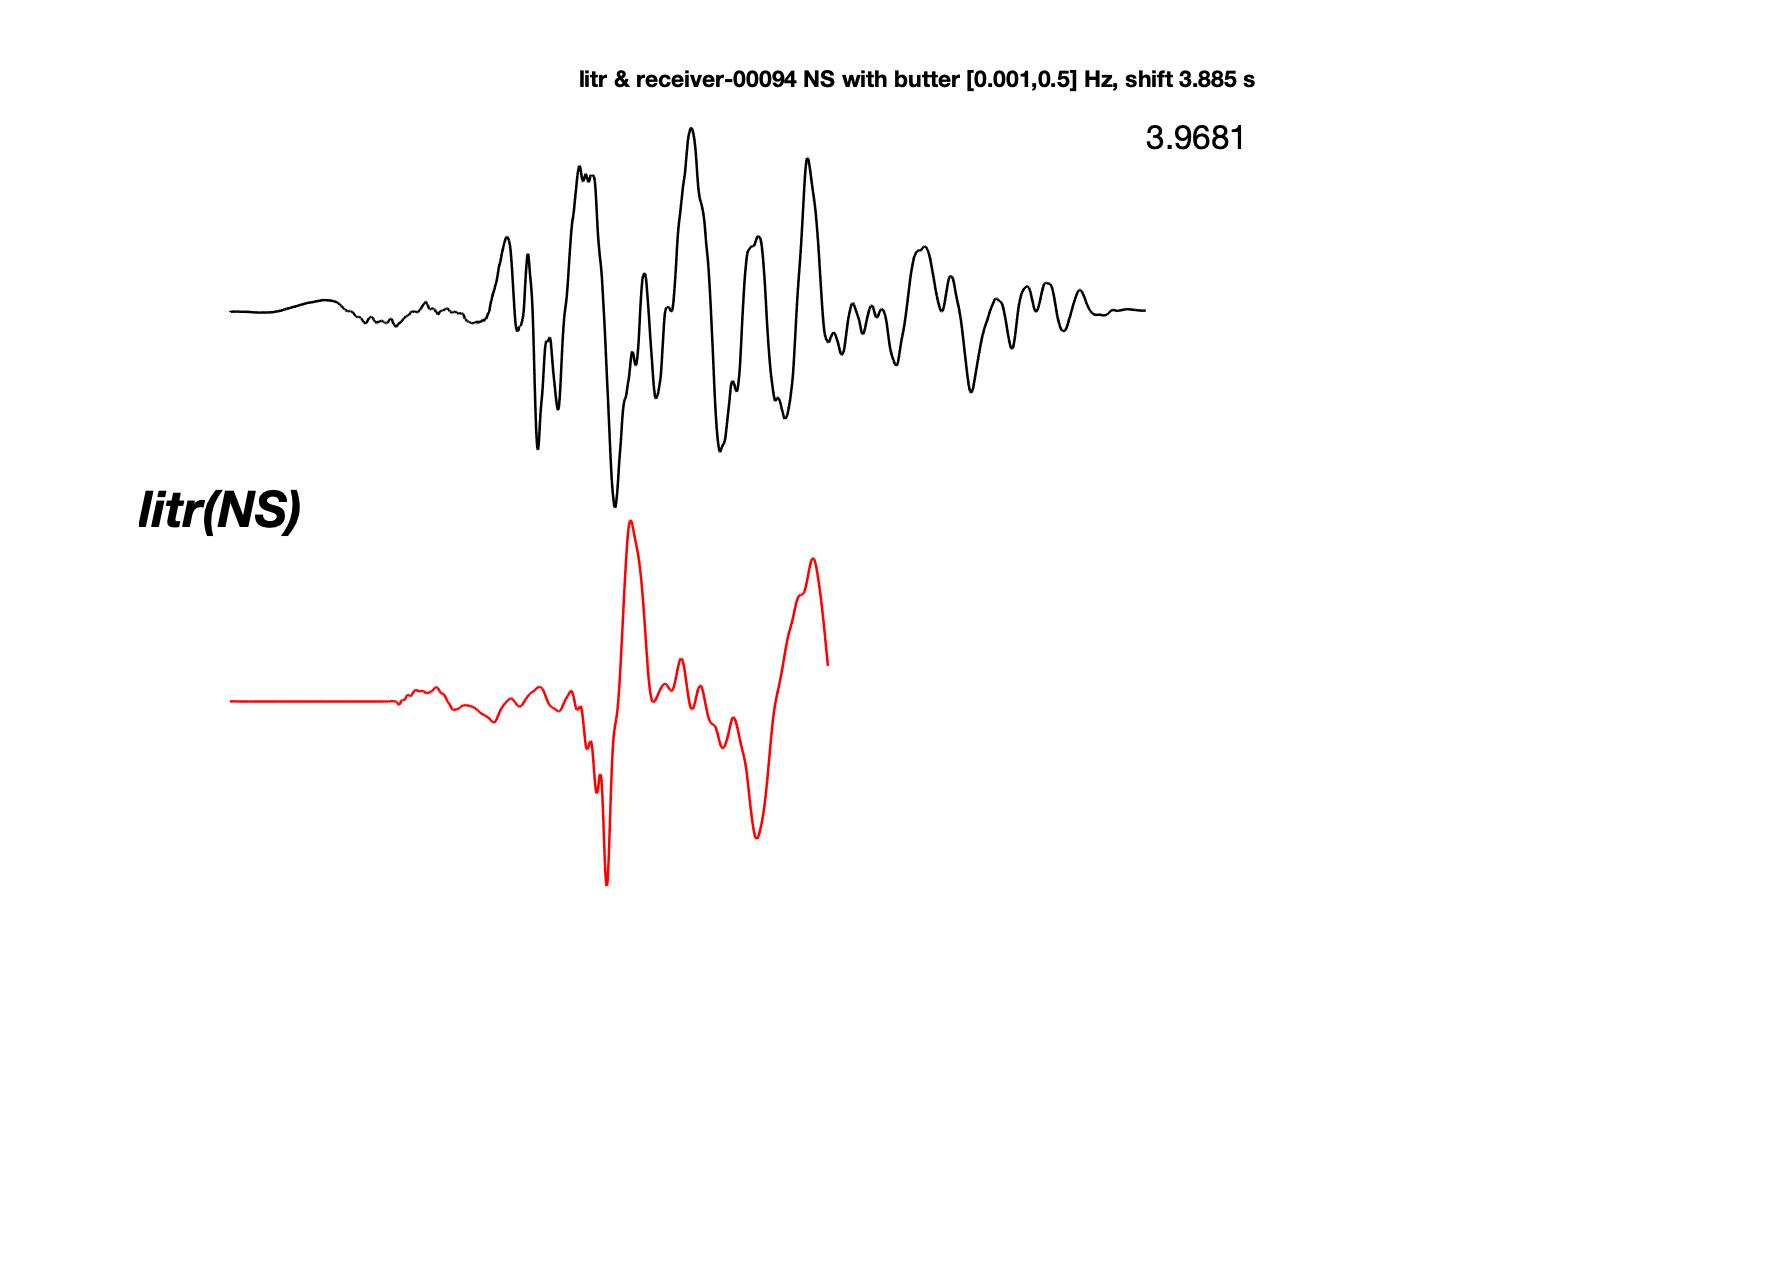 litr & receiver-00094 NS with butter [0.001,0.5] Hz, shift 3.885 s
3.9681
litr(NS)